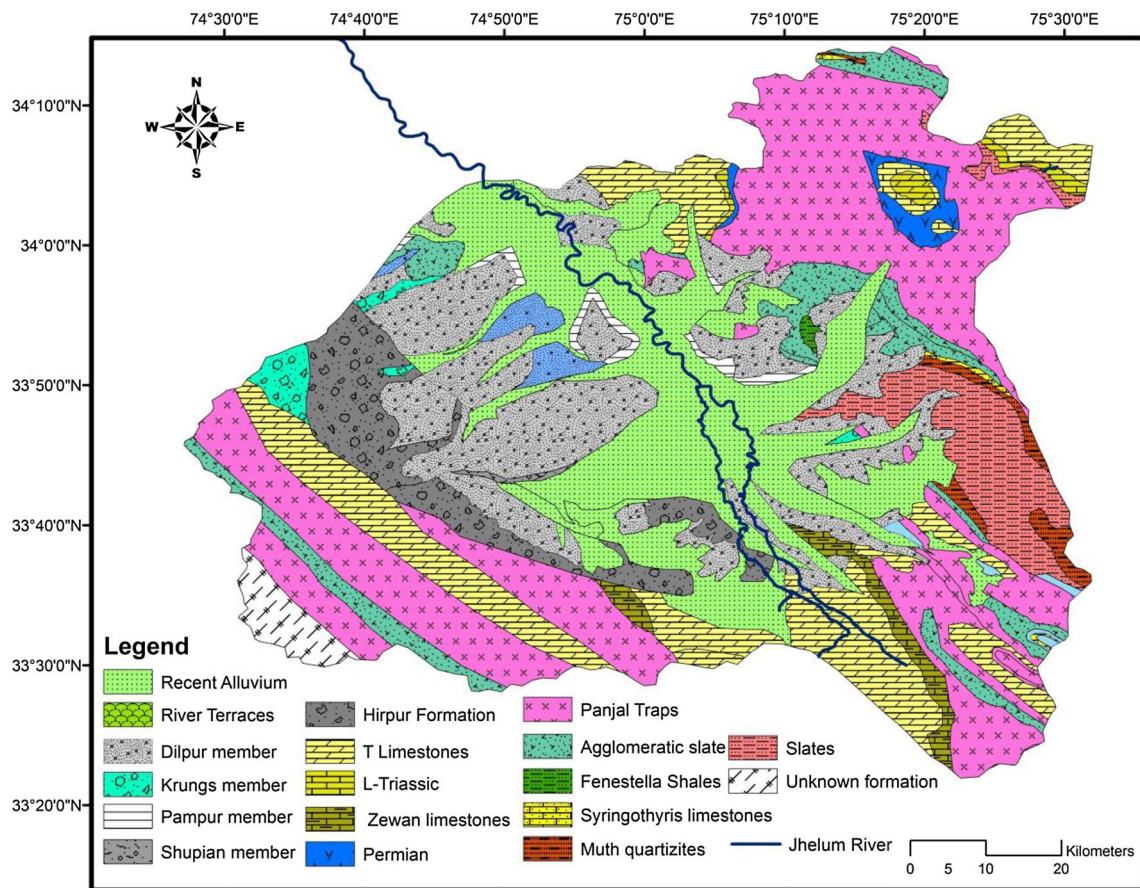 74°30'0"E 74°40'0"E 74°50'0"E 75°0'0"E 75°10'0"E 75°20'0"E 75°30'0"E
34°10'0"N
N
W E
S
34°0'0"N
33°50'0"N
33°40'0"N
33°30'0"N
33°20'0"N
Legend
Recent Alluvium
River Terraces
Dilpur member
Krungs member
Pampur member
Shupian member
Hirpur Formation
T Limestones
L-Triassic
Zewan limestones
Permian
Panjal Traps
Agglomeratic slate
Fenestella Shales
Syringothyris limestones
Muth quartizites
Slates
Unknown formation
Jhelum River
Kilometers
0 5 10 20